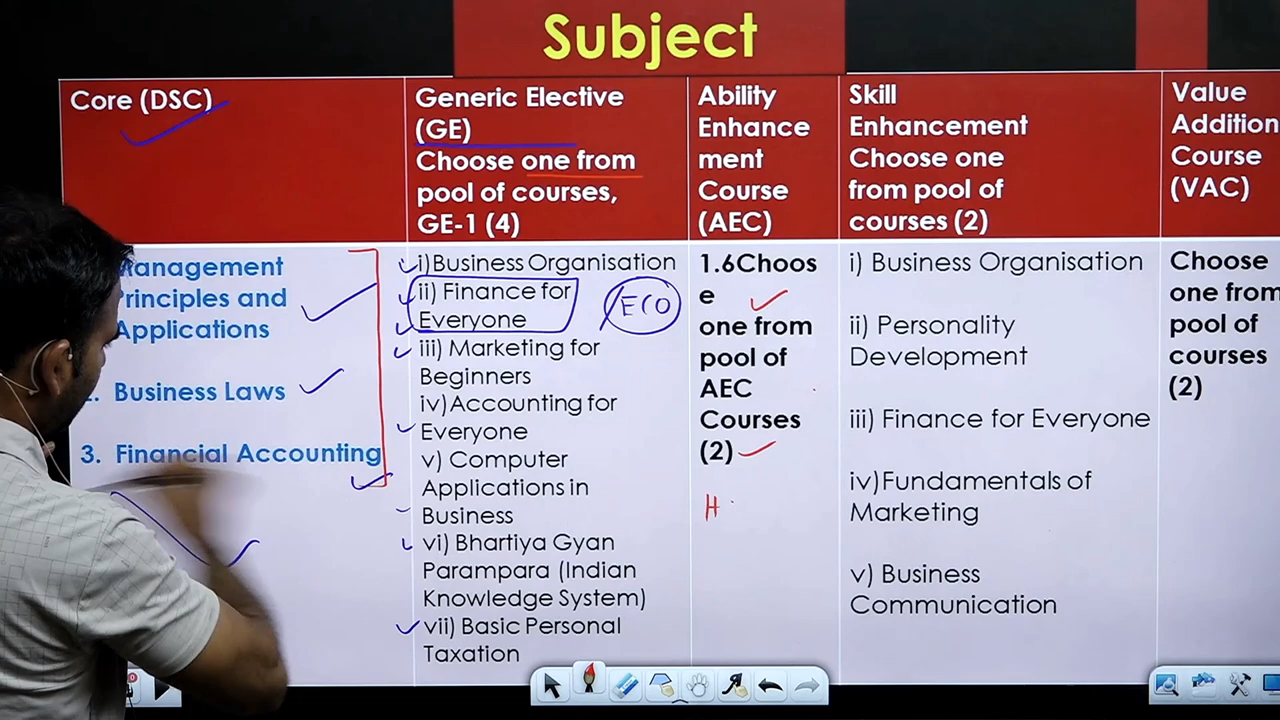 Subject
Core (DSC)
Generic Elective
(GE)
Choose one from
pool of courses,
GE-1 (4)
Ability
Enhance
ment
Course
(AEC)
Skill
Enhancement
Choose one
from pool of
courses (2)
Value
Addition
Course
(VAC)
Management
Principles and
Applications
Business Laws
3. Financial Accounting
i)Business Organisation
ii) Finance for
Everyone
ECO
iii) Marketing for
Beginners
iv)Accounting for
Everyone
v) Computer
Applications in
Business
vi) Bhartiya Gyan
Parampara (Indian
Knowledge System)
vii) Basic Personal
Taxation
1.6Choos
e
one from
pool of
AEC
Courses
(2)
H
i) Business Organisation
ii) Personality
Development
iii) Finance for Everyone
iv)Fundamentals of
Marketing
v) Business
Communication
Choose
one from
pool of
courses
(2)